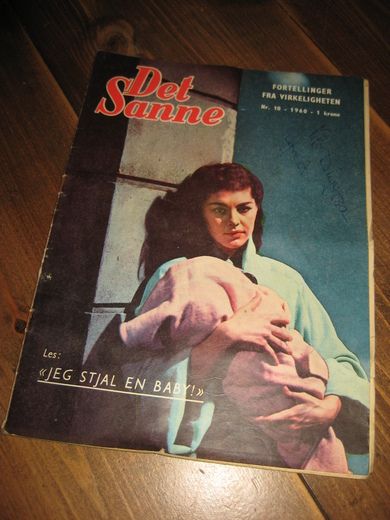 Det
Sanne
FORTELLINGER
FRA VIRKELIGHETEN
Nr. 10 - 1960 - 1 krone
Les:
«JEG STJAL EN BABY!»